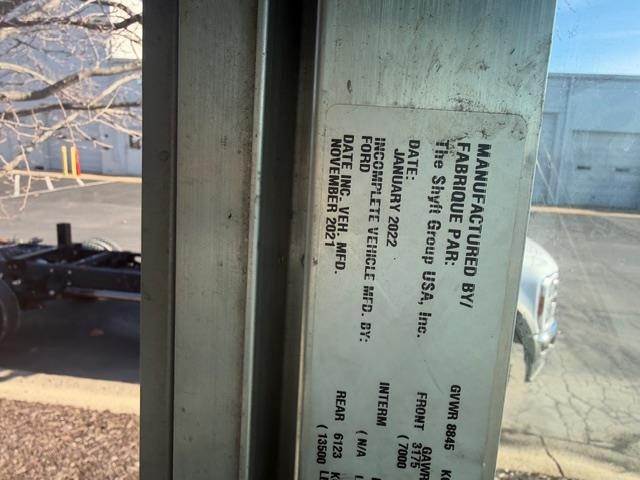 MANUFACTURED BY/
FABRIQUE PAR:
The Shyft Group USA, Inc.
DATE:
JANUARY 2022
INCOMPLETE VEHICLE MFD. BY:
FORD
DATE INC. VEH. MFD.
NOVEMBER 2021
GVWR 8845
GAWR
FRONT 3175
(7000
INTERM
(N/A
REAR 6123
(13500